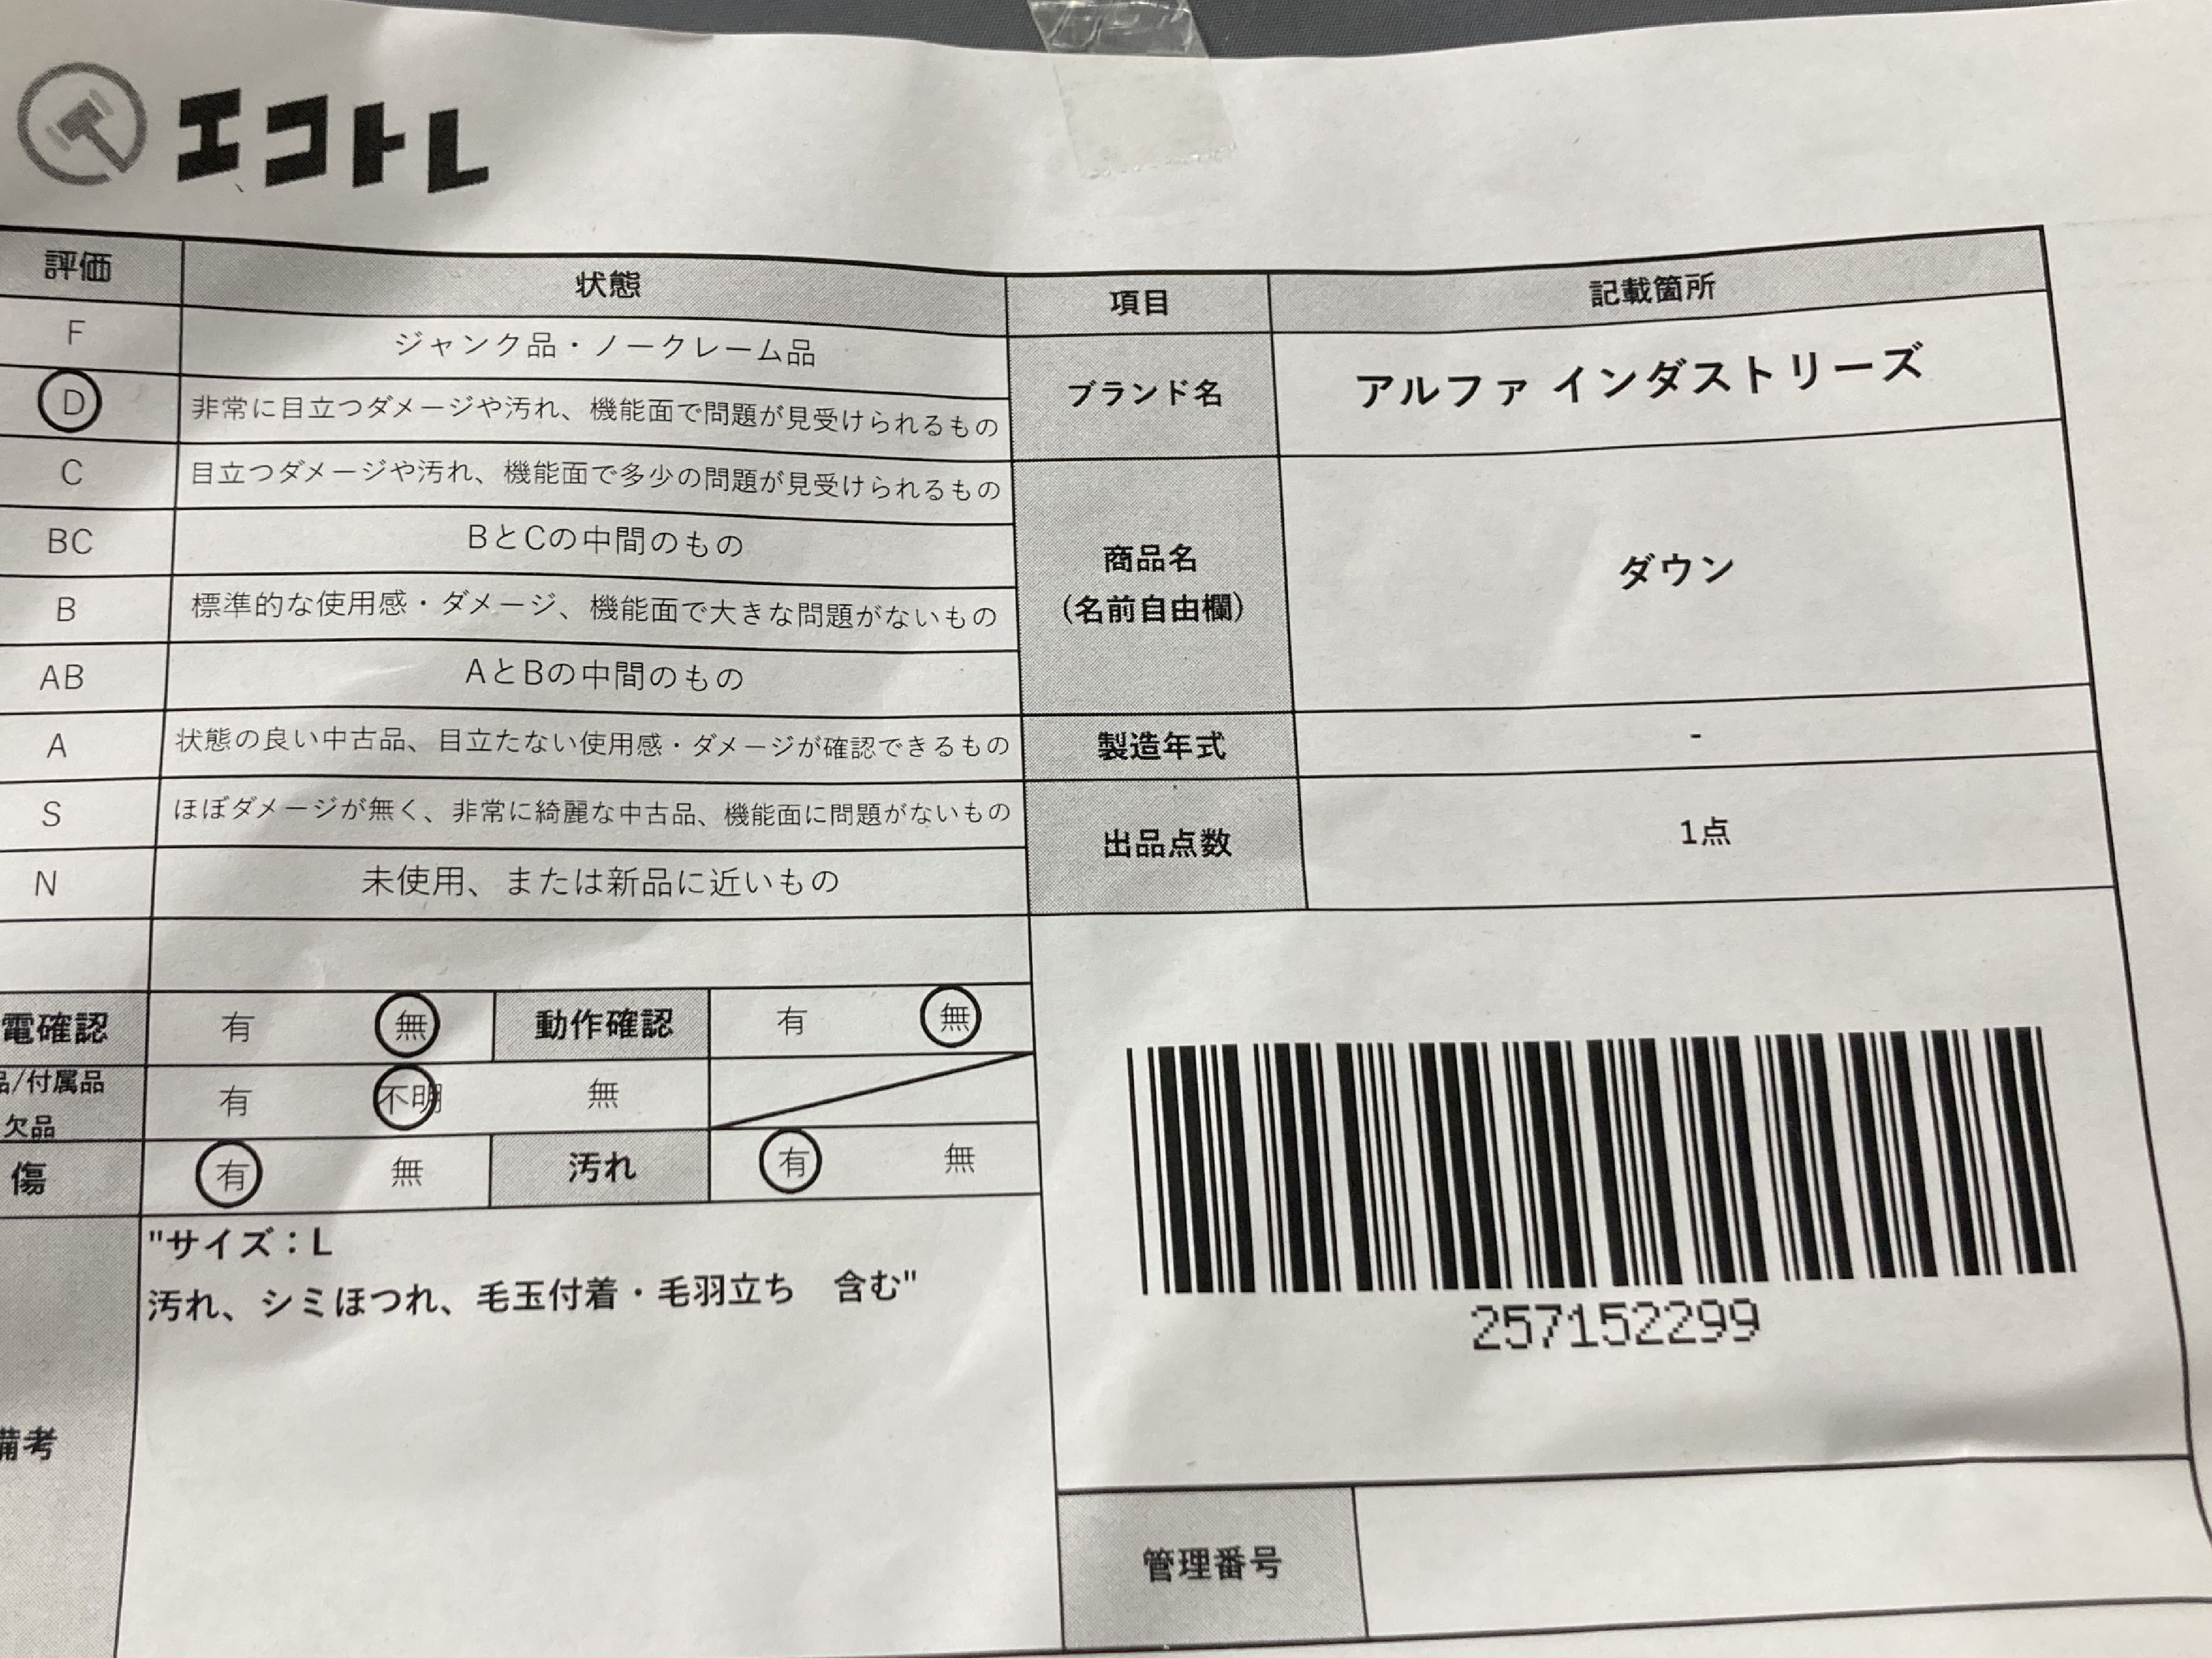 エコトレ
評価 状態
F ジャンク品・ノークレーム品
D 非常に目立つダメージや汚れ、機能面で問題が見受けられるもの
C 目立つダメージや汚れ、機能面で多少の問題が見受けられるもの
BC BとCの中間のもの
B 標準的な使用感・ダメージ、機能面で大きな問題がないもの
AB AとBの中間のもの
A 状態の良い中古品、目立たない使用感・ダメージが確認できるもの
S ほぼダメージが無く、非常に綺麗な中古品、機能面に問題がないもの
N 未使用、または新品に近いもの
電確認 有 無 動作確認 有 無
品/付属品
欠品 有 不明 無
傷 有 無 汚れ 有 無
備考
"サイズ：L
汚れ、シミほつれ、毛玉付着・毛羽立ち　含む"
項目 記載箇所
ブランド名 アルファ インダストリーズ
商品名
(名前自由欄) ダウン
製造年式 -
出品点数 1点
257152299
管理番号